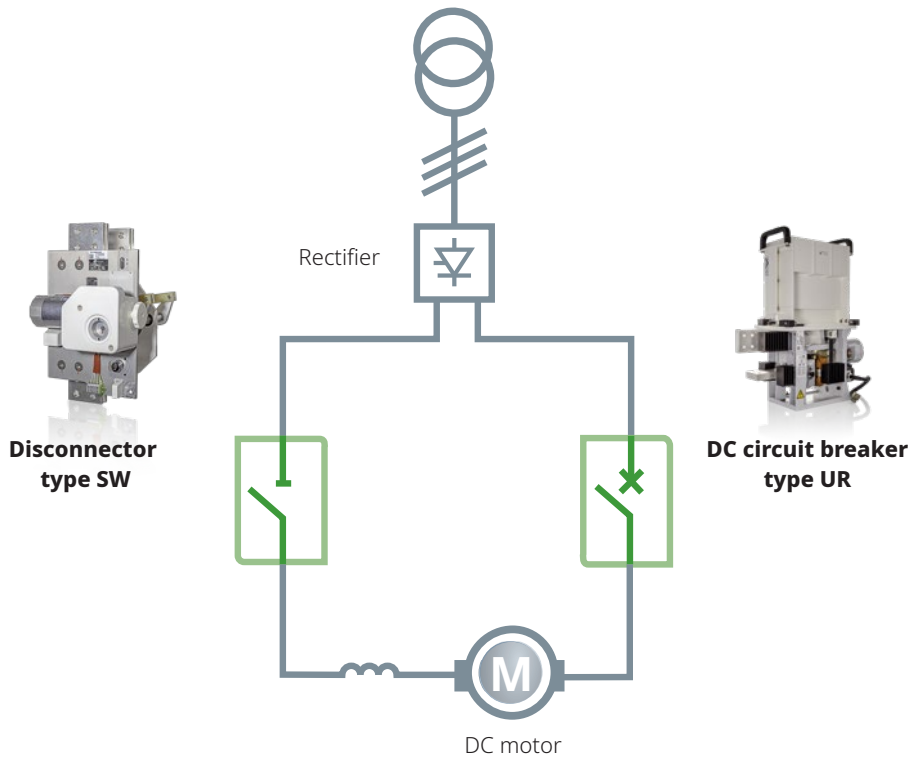 Rectifier
Disconnector
type SW
DC circuit breaker
type UR
M
DC motor